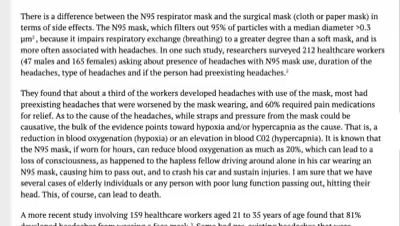 There is a difference between the N95 respirator mask and the surgical mask (cloth or paper mask) in
terms of side effects. The N95 mask, which filters out 95% of particles with a median diameter >0.3
µm², because it impairs respiratory exchange (breathing) to a greater degree than a soft mask, and is
more often associated with headaches. In one such study, researchers surveyed 212 healthcare workers
(47 males and 165 females) asking about presence of headaches with N95 mask use, duration of the
headaches, type of headaches and if the person had preexisting headaches.²
They found that about a third of the workers developed headaches with use of the mask, most had
preexisting headaches that were worsened by the mask wearing, and 60% required pain medications
for relief. As to the cause of the headaches, while straps and pressure from the mask could be
causative, the bulk of the evidence points toward hypoxia and/or hypercapnia as the cause. That is, a
reduction in blood oxygenation (hypoxia) or an elevation in blood C02 (hypercapnia). It is known that
the N95 mask, if worn for hours, can reduce blood oxygenation as much as 20%, which can lead to a
loss of consciousness, as happened to the hapless fellow driving around alone in his car wearing an
N95 mask, causing him to pass out, and to crash his car and sustain injuries. I am sure that we have
several cases of elderly individuals or any person with poor lung function passing out, hitting their
head. This, of course, can lead to death.
A more recent study involving 159 healthcare workers aged 21 to 35 years of age found that 81%
developed headaches from wearing a face mask.